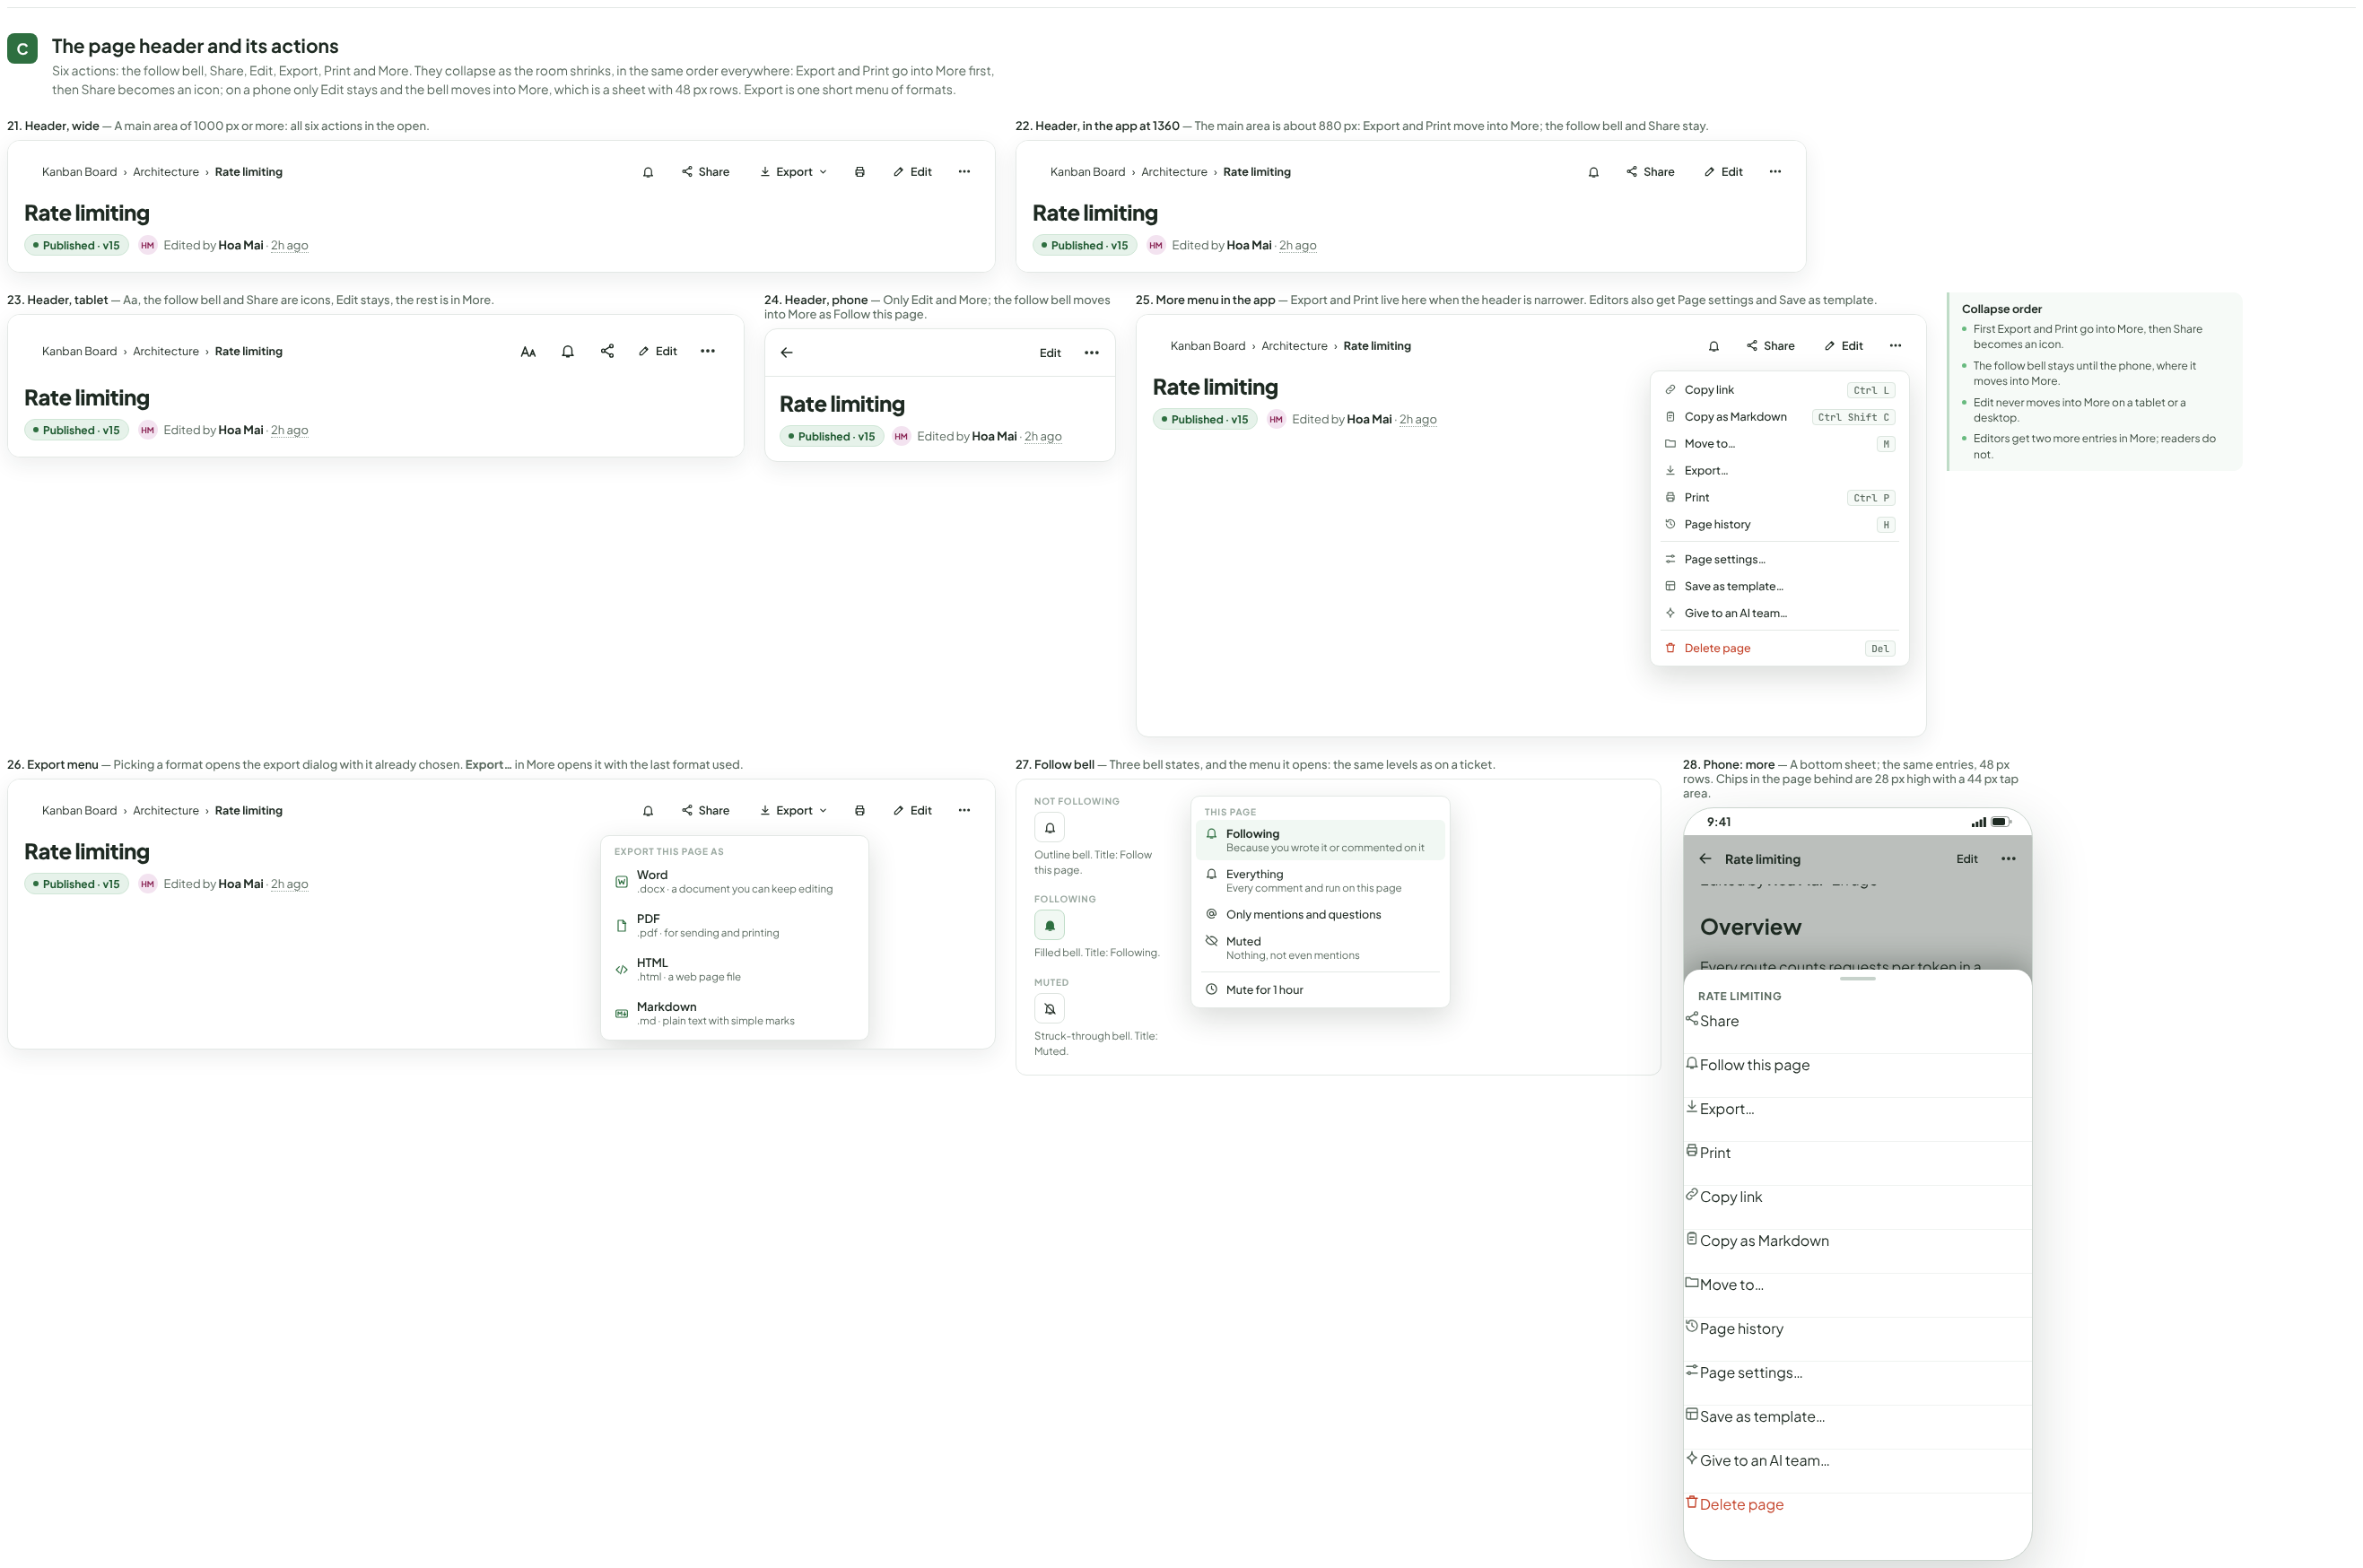 C
The page header and its actions
Six actions: the follow bell, Share, Edit, Export, Print and More. They collapse as the room shrinks, in the same order everywhere: Export and Print go into More first,
then Share becomes an icon; on a phone only Edit stays and the bell moves into More, which is a sheet with 48 px rows. Export is one short menu of formats.
21. Header, wide — A main area of 1000 px or more: all six actions in the open.
Kanban Board › Architecture › Rate limiting
Share
Export
Edit
Rate limiting
Published · v15
HM
Edited by Hoa Mai · 2h ago
22. Header, in the app at 1360 — The main area is about 880 px: Export and Print move into More; the follow bell and Share stay.
Kanban Board › Architecture › Rate limiting
Share
Edit
Rate limiting
Published · v15
HM
Edited by Hoa Mai · 2h ago
23. Header, tablet — Aa, the follow bell and Share are icons, Edit stays, the rest is in More.
Kanban Board › Architecture › Rate limiting
AA
Edit
Rate limiting
Published · v15
HM
Edited by Hoa Mai · 2h ago
24. Header, phone — Only Edit and More; the follow bell moves
into More as Follow this page.
Edit
Rate limiting
Published · v15
HM
Edited by Hoa Mai · 2h ago
25. More menu in the app — Export and Print live here when the header is narrower. Editors also get Page settings and Save as template.
Kanban Board › Architecture › Rate limiting
Share
Edit
Rate limiting
Published · v15
HM
Edited by Hoa Mai · 2h ago
Copy link Ctrl L
Copy as Markdown Ctrl Shift C
Move to… M
Export…
Print Ctrl P
Page history H
Page settings…
Save as template…
Give to an AI team…
Delete page Del
Collapse order
First Export and Print go into More, then Share
becomes an icon.
The follow bell stays until the phone, where it
moves into More.
Edit never moves into More on a tablet or a
desktop.
Editors get two more entries in More; readers do
not.
26. Export menu — Picking a format opens the export dialog with it already chosen. Export… in More opens it with the last format used.
Kanban Board › Architecture › Rate limiting
Share
Export
Edit
Rate limiting
Published · v15
HM
Edited by Hoa Mai · 2h ago
EXPORT THIS PAGE AS
Word
.docx · a document you can keep editing
PDF
.pdf · for sending and printing
HTML
.html · a web page file
Markdown
.md · plain text with simple marks
27. Follow bell — Three bell states, and the menu it opens: the same levels as on a ticket.
NOT FOLLOWING
Outline bell. Title: Follow
this page.
FOLLOWING
Filled bell. Title: Following.
MUTED
Struck-through bell. Title:
Muted.
THIS PAGE
Following
Because you wrote it or commented on it
Everything
Every comment and run on this page
Only mentions and questions
Muted
Nothing, not even mentions
Mute for 1 hour
28. Phone: more — A bottom sheet; the same entries, 48 px
rows. Chips in the page behind are 28 px high with a 44 px tap
area.
9:41
Rate limiting
Edit
Overview
Every route counts requests per token in a
RATE LIMITING
Share
Follow this page
Export…
Print
Copy link
Copy as Markdown
Move to…
Page history
Page settings…
Save as template…
Give to an AI team…
Delete page